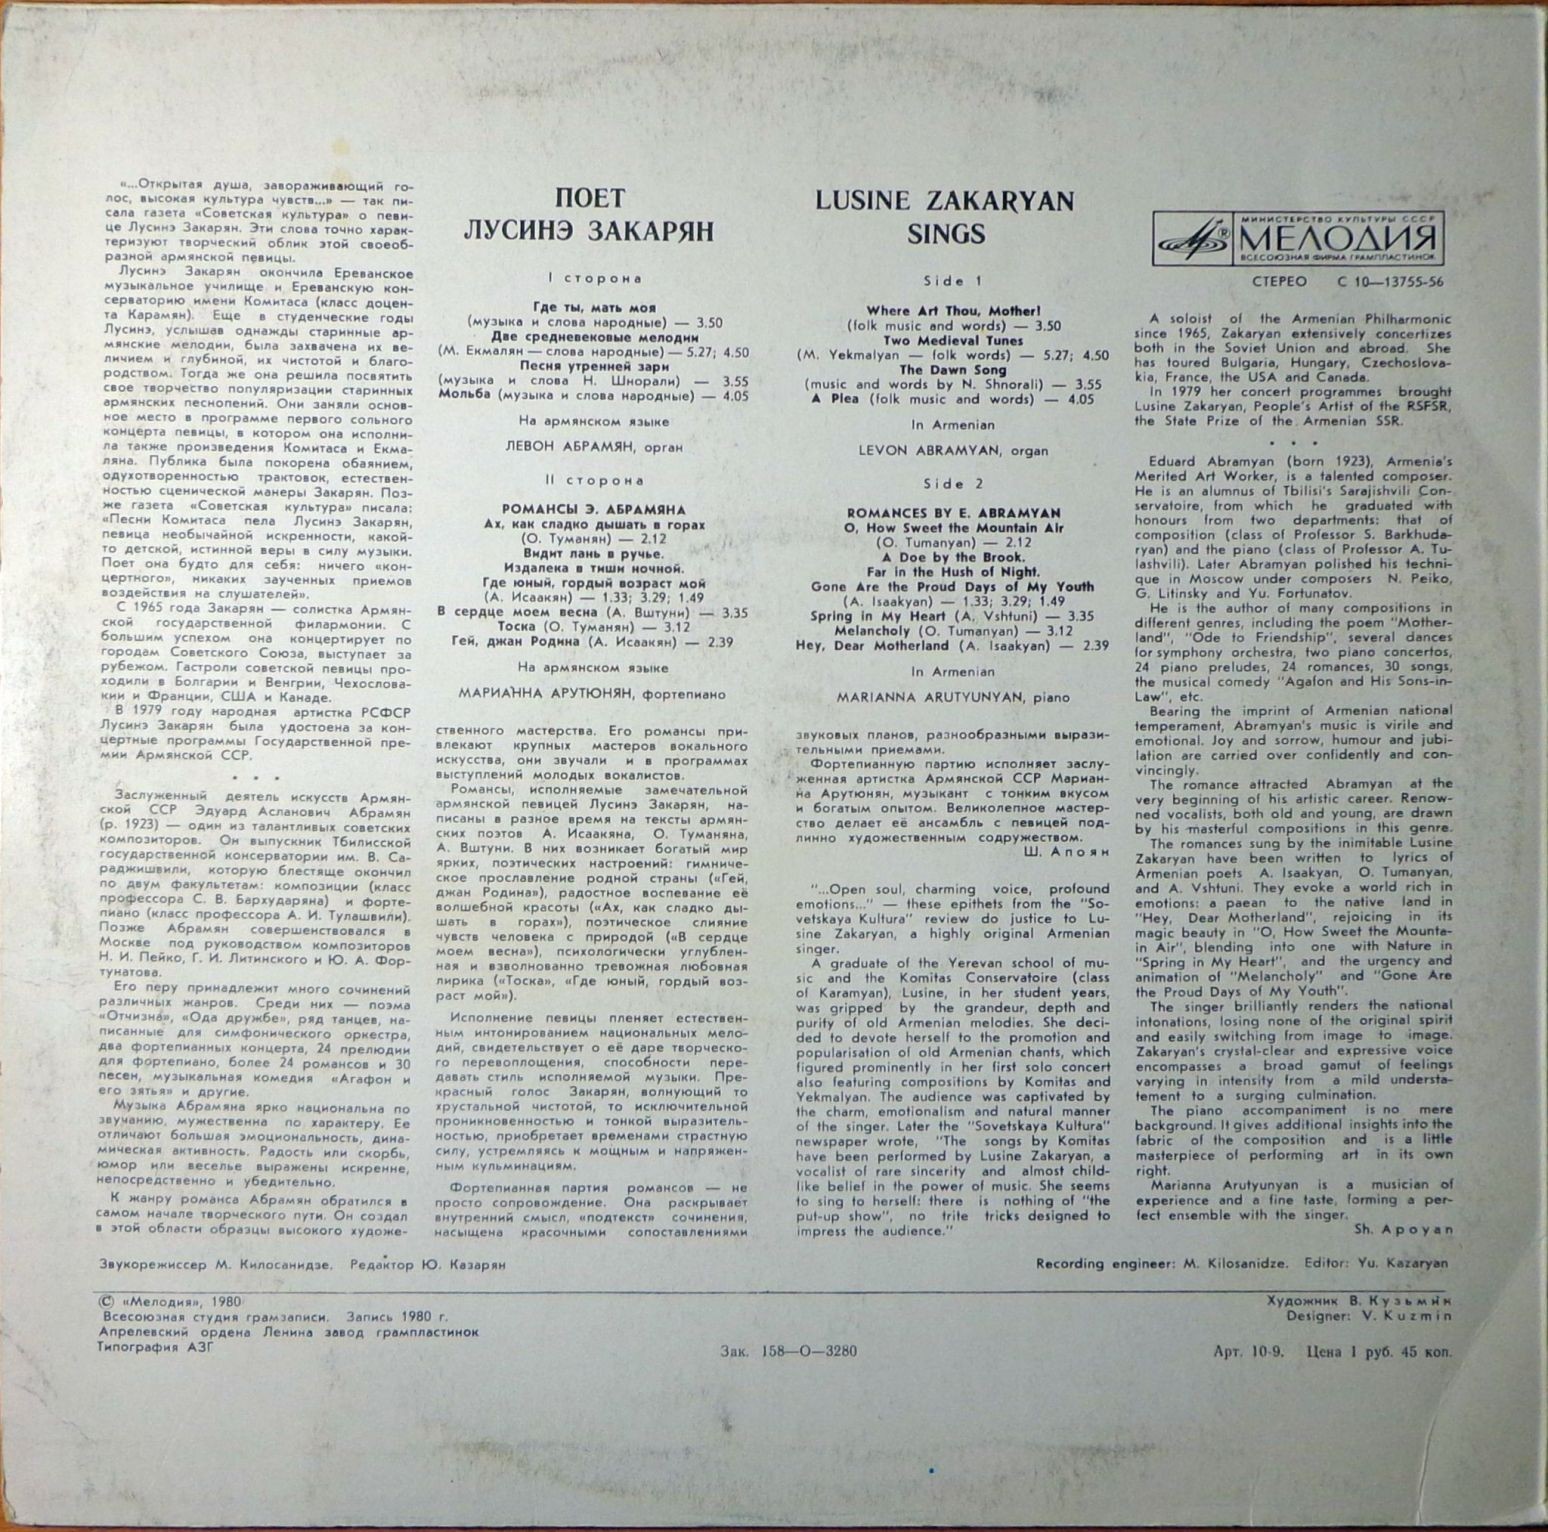 «...Открытая душа, завораживающий го-
лос, высокая культура чувств...» — так пи-
сала газета «Советская культура» о певи-
це Лусинэ Закарян. Эти слова точно харак-
теризуют творческий облик этой своеоб-
разной армянской певицы.
Лусинэ Закарян окончила Ереванское
музыкальное училище и Ереванскую кон-
серваторию имени Комитаса (класс доцен-
та Карамян). Еще в студенческие годы
Лусинэ, услышав однажды старинные ар-
мянские мелодии, была захвачена их ве-
личием и глубиной, их чистотой и благо-
родством. Тогда же она решила посвятить
свое творчество популяризации старинных
армянских песнопений. Они заняли основ-
ное место в программе первого сольного
концерта певицы, в котором она исполни-
ла также произведения Комитаса и Екма-
ляна. Публика была покорена обаянием,
одухотворенностью трактовок, естествен-
ностью сценической манеры Закарян. Поз-
же газета «Советская культура» писала:
«Песни Комитаса пела Лусинэ Закарян,
певица необычайной искренности, какой-
то детской, истинной веры в силу музыки.
Поет она будто для себя: ничего «кон-
цертного», никаких заученных приемов
воздействия на слушателей».
С 1965 года Закарян — солистка Армян-
ской государственной филармонии. С
большим успехом она концертирует по
городам Советского Союза, выступает за
рубежом. Гастроли советской певицы про-
ходили в Болгарии и Венгрии, Чехослова-
кии и Франции, США и Канаде.
В 1979 году народная артистка РСФСР
Лусинэ Закарян была удостоена за кон-
цертные программы Государственной пре-
мии Армянской ССР.
* * *
Заслуженный деятель искусств Армян-
ской ССР Эдуард Асланович Абрамян
(р. 1923) — один из талантливых советских
композиторов. Он выпускник Тбилисской
государственной консерватории им. В. Са-
раджишвили, которую блестяще окончил
по двум факультетам: композиции (класс
профессора С. В. Бархударяна) и форте-
пиано (класс профессора А. И. Тулашвили).
Позже Абрамян совершенствовался в
Москве под руководством композиторов
Н. И. Пейко, Г. И. Литинского и Ю. А. Фор-
тунатова.
Его перу принадлежит много сочинений
различных жанров. Среди них — поэма
«Отчизна», «Ода дружбе», ряд танцев, на-
писанные для симфонического оркестра,
два фортепианных концерта, 24 прелюдии
для фортепиано, более 24 романсов и 30
песен, музыкальная комедия «Агафон и
его зятья» и другие.
Музыка Абрамяна ярко национальна по
звучанию, мужественна по характеру. Ее
отличают большая эмоциональность, дина-
мическая активность. Радость или скорбь,
юмор или веселье выражены искренне,
непосредственно и убедительно.
К жанру романса Абрамян обратился в
самом начале творческого пути. Он создал
в этой области образцы высокого художе-
ПОЕТ
ЛУСИНЭ ЗАКАРЯН
I сторона
Где ты, мать моя
(музыка и слова народные) — 3.50
Две средневековые мелодии
(М. Екмалян — слова народные) — 5.27; 4.50
Песня утренней зари
(музыка и слова Н. Шнорали) — 3.55
Мольба (музыка и слова народные) — 4.05
На армянском языке
ЛЕВОН АБРАМЯН, орган
II сторона
РОМАНСЫ Э. АБРАМЯНА
Ах, как сладко дышать в горах
(О. Туманян) — 2.12
Видит лань в ручье.
Издалека в тиши ночной.
Где юный, гордый возраст мой
(А. Исаакян) — 1.33; 3.29; 1.49
В сердце моем весна (А. Вштуни) — 3.35
Тоска (О. Туманян) — 3.12
Гей, джан Родина (А. Исаакян) — 2.39
На армянском языке
МАРИАННА АРУТЮНЯН, фортепиано
ственного мастерства. Его романсы при-
влекают крупных мастеров вокального
искусства, они звучали и в программах
выступлений молодых вокалистов.
Романсы, исполняемые замечательной
армянской певицей Лусинэ Закарян, на-
писаны в разное время на тексты армян-
ских поэтов А. Исаакяна, О. Туманяна,
А. Вштуни. В них возникает богатый мир
ярких, поэтических настроений: гимниче-
ское прославление родной страны («Гей,
джан Родина»), радостное воспевание её
волшебной красоты («Ах, как сладко ды-
шать в горах»), поэтическое слияние
чувств человека с природой («В сердце
моем весна»), психологически углублен-
ная и взволнованно тревожная любовная
лирика («Тоска», «Где юный, гордый воз-
раст мой»).
Исполнение певицы пленяет естествен-
ным интонированием национальных мело-
дий, свидетельствует о её даре творческо-
го перевоплощения, способности пере-
давать стиль исполняемой музыки. Пре-
красный голос Закарян, волнующий то
хрустальной чистотой, то исключительной
проникновенностью и тонкой выразитель-
ностью, приобретает временами страстную
силу, устремляясь к мощным и напряжен-
ным кульминациям.
Фортепианная партия романсов — не
просто сопровождение. Она раскрывает
внутренний смысл, «подтекст» сочинения,
насыщена красочными сопоставлениями
LUSINE ZAKARYAN
SINGS
Side 1
Where Art Thou, Mother!
(folk music and words) — 3.50
Two Medieval Tunes
(M. Yekmalyan — folk words) — 5.27; 4.50
The Dawn Song
(music and words by N. Shnorali) — 3.55
A Plea (folk music and words) — 4.05
In Armenian
LEVON ABRAMYAN, organ
Side 2
ROMANCES BY E. ABRAMYAN
O, How Sweet the Mountain Air
(O. Tumanyan) — 2.12
A Doe by the Brook.
Far in the Hush of Night.
Gone Are the Proud Days of My Youth
(A. Isaakyan) — 1.33; 3.29; 1.49
Spring in My Heart (A. Vshtuni) — 3.35
Melancholy (O. Tumanyan) — 3.12
Hey, Dear Motherland (A. Isaakyan) — 2.39
In Armenian
MARIANNA ARUTYUNYAN, piano
звуковых планов, разнообразными вырази-
тельными приемами.
Фортепианную партию исполняет заслу-
женная артистка Армянской ССР Мариан-
на Арутюнян, музыкант с тонким вкусом
и богатым опытом. Великолепное мастер-
ство делает её ансамбль с певицей под-
линно художественным содружеством.
Ш. Апоян
"...Open soul, charming voice, profound
emotions..." — these epithets from the "So-
vetskaya Kultura" review do justice to Lu-
sine Zakaryan, a highly original Armenian
singer.
A graduate of the Yerevan school of mu-
sic and the Komitas Conservatoire (class
of Karamyan), Lusine, in her student years,
was gripped by the grandeur, depth and
purity of old Armenian melodies. She deci-
ded to devote herself to the promotion and
popularisation of old Armenian chants, which
figured prominently in her first solo concert
also featuring compositions by Komitas and
Yekmalyan. The audience was captivated by
the charm, emotionalism and natural manner
of the singer. Later the "Sovetskaya Kultura"
newspaper wrote, "The songs by Komitas
have been performed by Lusine Zakaryan, a
vocalist of rare sincerity and almost child-
like belief in the power of music. She seems
to sing to herself: there is nothing of "the
put-up show", no trite tricks designed to
impress the audience."
МИНИСТЕРСТВО КУЛЬТУРЫ СССР
МЕЛОДИЯ
ВСЕСОЮЗНАЯ ФИРМА ГРАМПЛАСТИНОК
СТЕРЕО С 10—13755-56
A soloist of the Armenian Philharmonic
since 1965, Zakaryan extensively concertizes
both in the Soviet Union and abroad. She
has toured Bulgaria, Hungary, Czechoslova-
kia, France, the USA and Canada.
In 1979 her concert programmes brought
Lusine Zakaryan, People's Artist of the RSFSR,
the State Prize of the Armenian SSR.
* * *
Eduard Abramyan (born 1923), Armenia's
Merited Art Worker, is a talented composer.
He is an alumnus of Tbilisi's Sarajishvili Con-
servatoire, from which he graduated with
honours from two departments: that of
composition (class of Professor S. Barkhuda-
ryan) and the piano (class of Professor A. Tu-
lashvili). Later Abramyan polished his techni-
que in Moscow under composers N. Peiko,
G. Litinsky and Yu. Fortunatov.
He is the author of many compositions in
different genres, including the poem "Mother-
land", "Ode to Friendship", several dances
for symphony orchestra, two piano concertos,
24 piano preludes, 24 romances, 30 songs,
the musical comedy "Agafon and His Sons-in-
Law", etc.
Bearing the imprint of Armenian national
temperament, Abramyan's music is virile and
emotional. Joy and sorrow, humour and jubi-
lation are carried over confidently and con-
vincingly.
The romance attracted Abramyan at the
very beginning of his artistic career. Renow-
ned vocalists, both old and young, are drawn
by his masterful compositions in this genre.
The romances sung by the inimitable Lusine
Zakaryan have been written to lyrics of
Armenian poets A. Isaakyan, O. Tumanyan,
and A. Vshtuni. They evoke a world rich in
emotions: a paean to the native land in
"Hey, Dear Motherland", rejoicing in its
magic beauty in "O, How Sweet the Mounta-
in Air", blending into one with Nature in
"Spring in My Heart", and the urgency and
animation of "Melancholy" and "Gone Are
the Proud Days of My Youth".
The singer brilliantly renders the national
intonations, losing none of the original spirit
and easily switching from image to image.
Zakaryan's crystal-clear and expressive voice
encompasses a broad gamut of feelings
varying in intensity from a mild understa-
tement to a surging culmination.
The piano accompaniment is no mere
background. It gives additional insights into the
fabric of the composition and is a little
masterpiece of performing art in its own
right.
Marianna Arutyunyan is a musician of
experience and a fine taste, forming a per-
fect ensemble with the singer.
Sh. Apoyan
Звукорежиссер М. Килосанидзе. Редактор Ю. Казарян
Recording engineer: M. Kilosanidze. Editor: Yu. Kazaryan
© «Мелодия», 1980
Всесоюзная студия грамзаписи. Запись 1980 г.
Апрелевский ордена Ленина завод грампластинок
Типография АЗГ
Зак. 158—О—3280
Художник В. Кузьмин
Designer: V. Kuzmin
Арт. 10-9. Цена 1 руб. 45 коп.